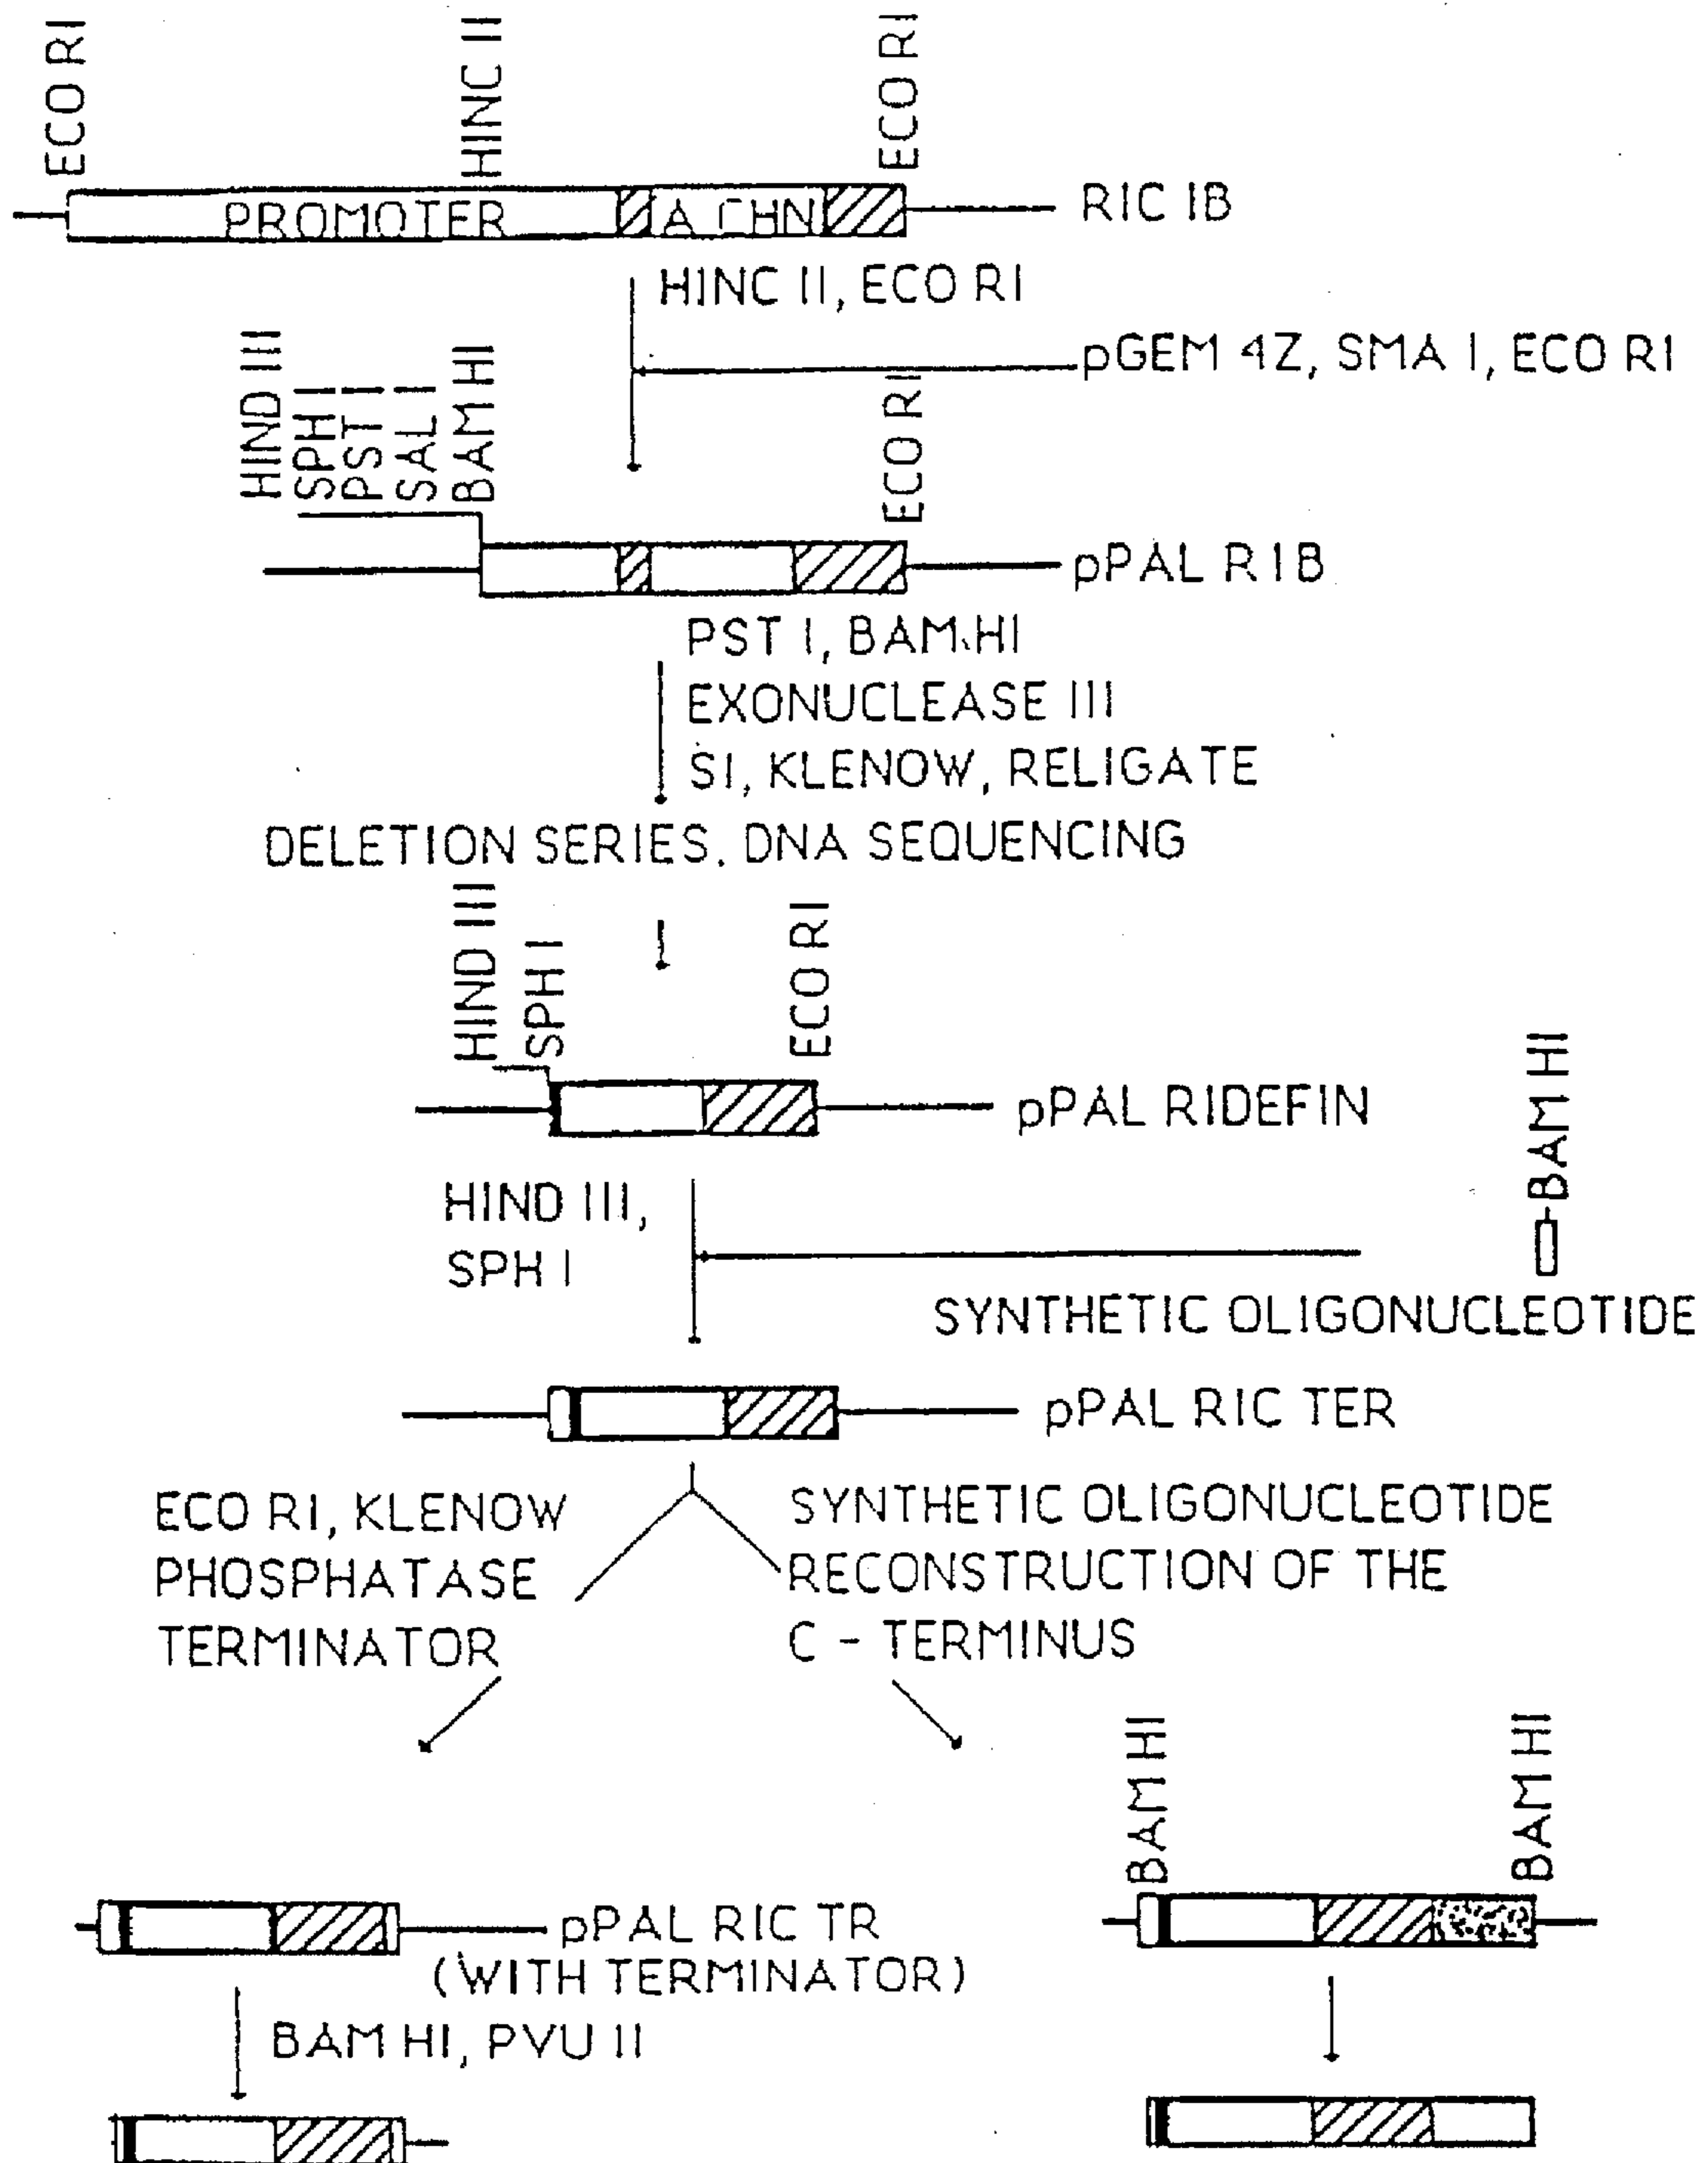 ECO RI
HINC II
ECO RI
PROMOTER
A CHN
RIC IB
HINC II, ECO RI
pGEM 4Z, SMA I, ECO RI
HIND III
SPH I
PST I
SAL I
BAM HI
ECO RI
pPAL R I B
PST I, BAM HI
EXONUCLEASE III
SI, KLENOW, RELIGATE
DELETION SERIES. DNA SEQUENCING
HIND III
SPH I
ECO RI
pPAL RIDEFIN
BAM HI
HIND III,
SPH I
SYNTHETIC OLIGONUCLEOTIDE
pPAL RIC TER
ECO RI, KLENOW
PHOSPHATASE
TERMINATOR
SYNTHETIC OLIGONUCLEOTIDE
RECONSTRUCTION OF THE
C - TERMINUS
BAM HI
BAM HI
pPAL RIC TR
(WITH TERMINATOR)
BAM HI, PVU II